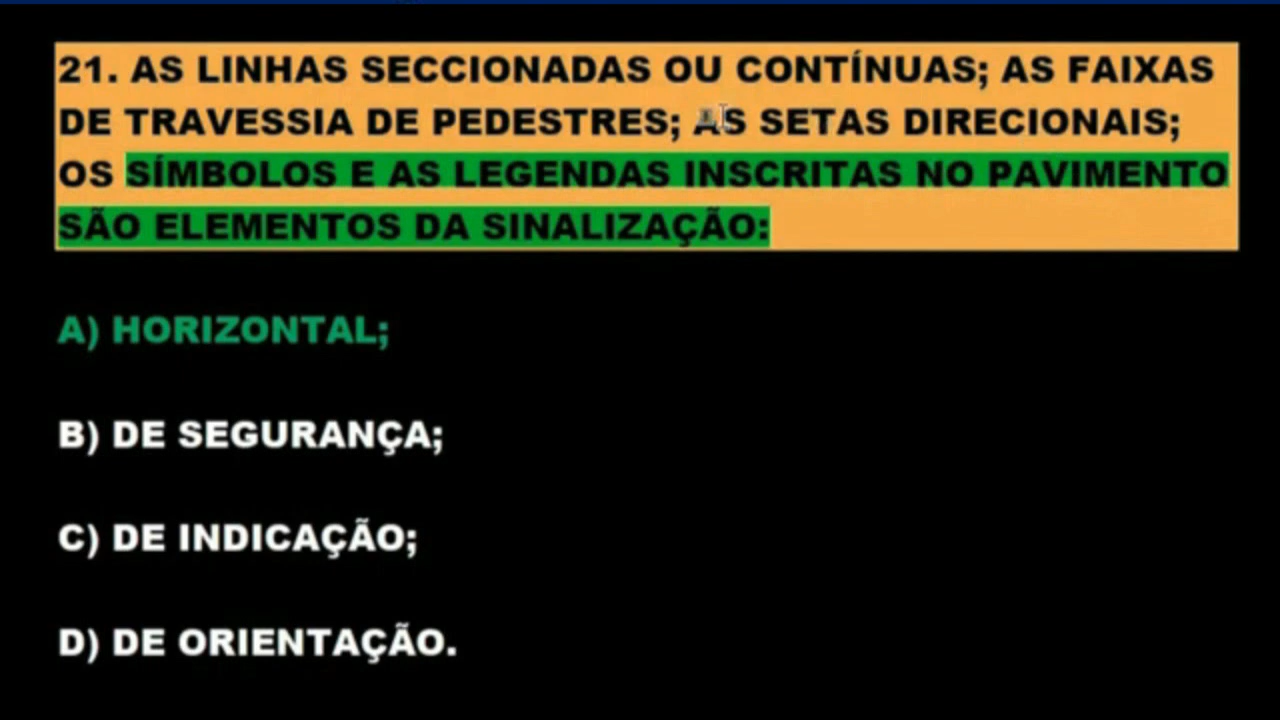 21. AS LINHAS SECCIONADAS OU CONTÍNUAS; AS FAIXAS
DE TRAVESSIA DE PEDESTRES; AS SETAS DIRECIONAIS;
OS SÍMBOLOS E AS LEGENDAS INSCRITAS NO PAVIMENTO
SÃO ELEMENTOS DA SINALIZAÇÃO:
A) HORIZONTAL;
B) DE SEGURANÇA;
C) DE INDICAÇÃO;
D) DE ORIENTAÇÃO.